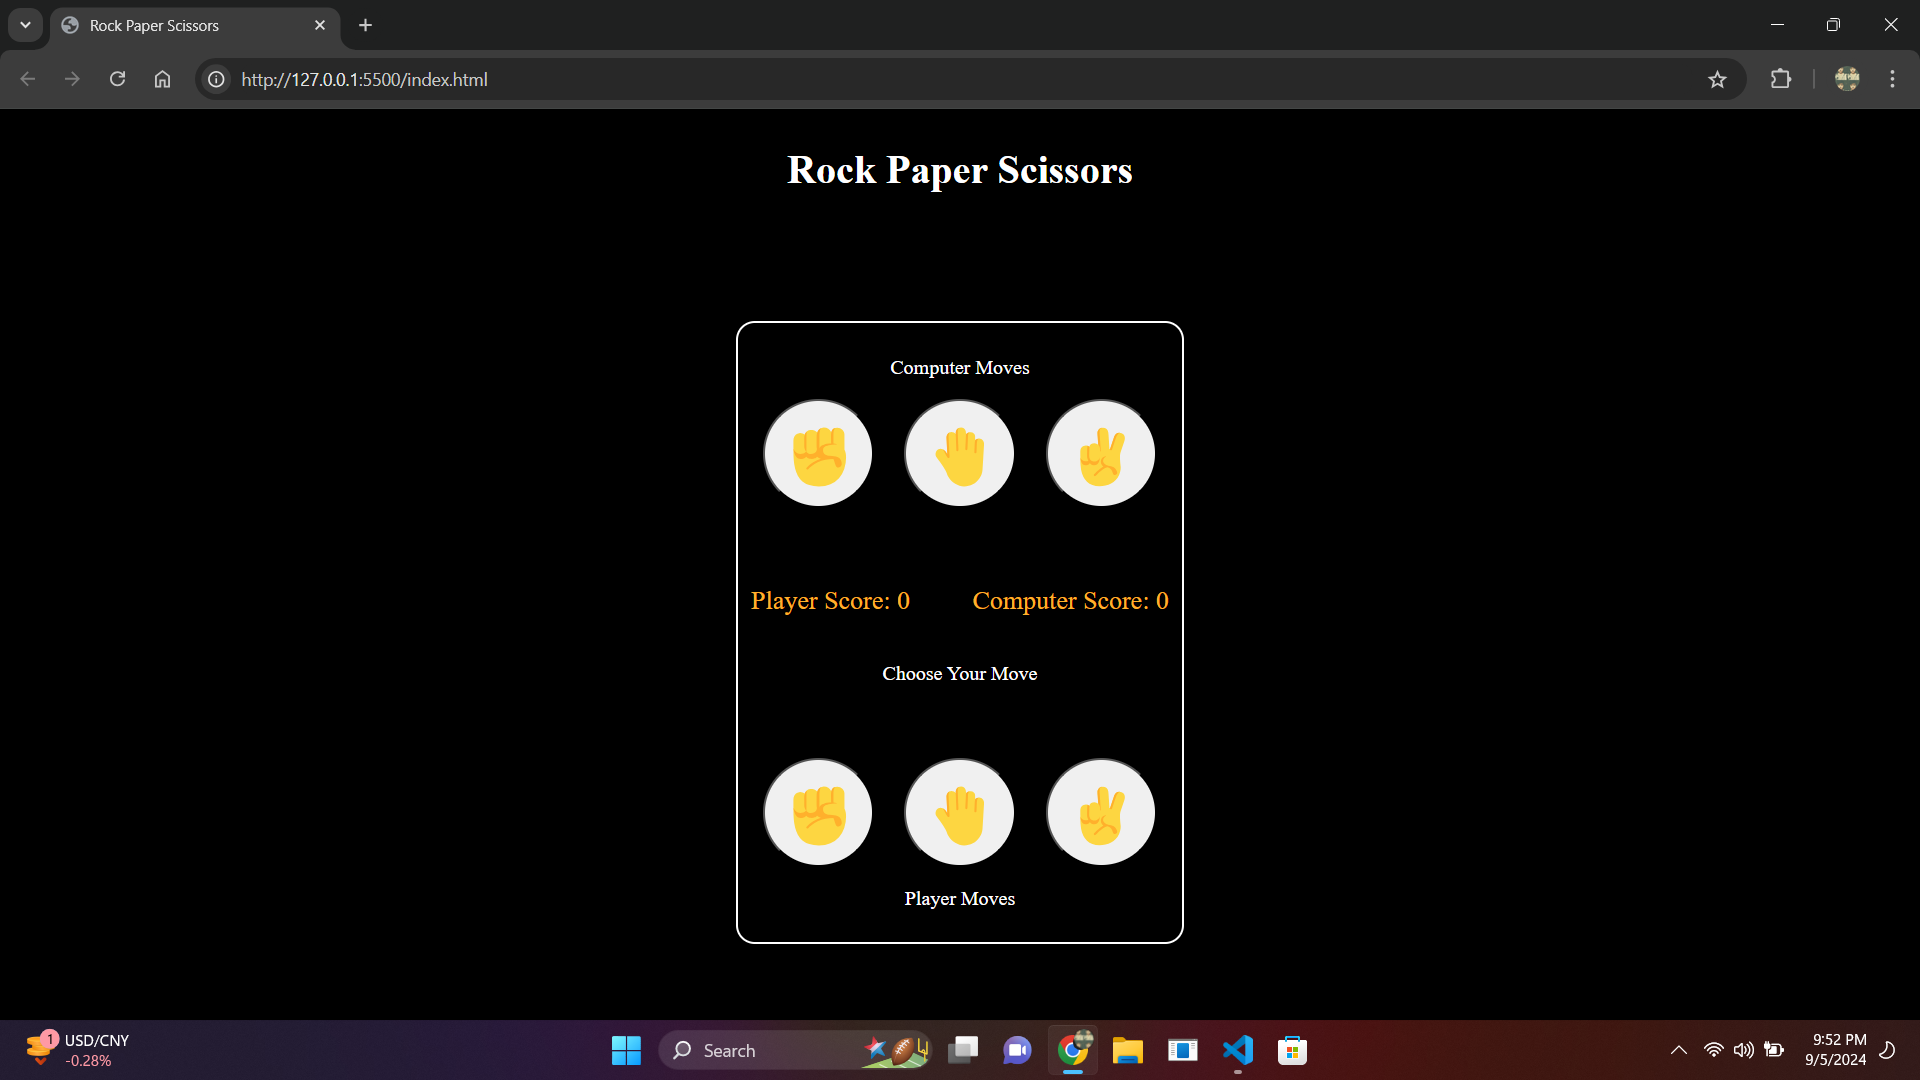 Rock Paper Scissors
http://127.0.0.1:5500/index.html
Rock Paper Scissors
Computer Moves
Player Score: 0
Computer Score: 0
Choose Your Move
Player Moves
1
USD/CNY
-0.28%
Search
9:52 PM
9/5/2024